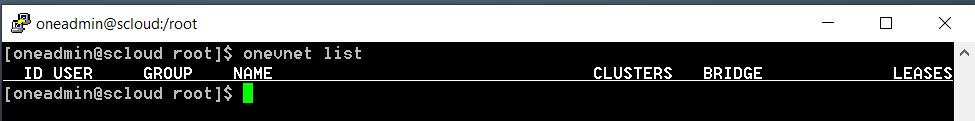 oneadmin@scloud:/root
[oneadmin@scloud root]$ onevnet list
ID USER GROUP NAME CLUSTERS BRIDGE LEASES
[oneadmin@scloud root]$